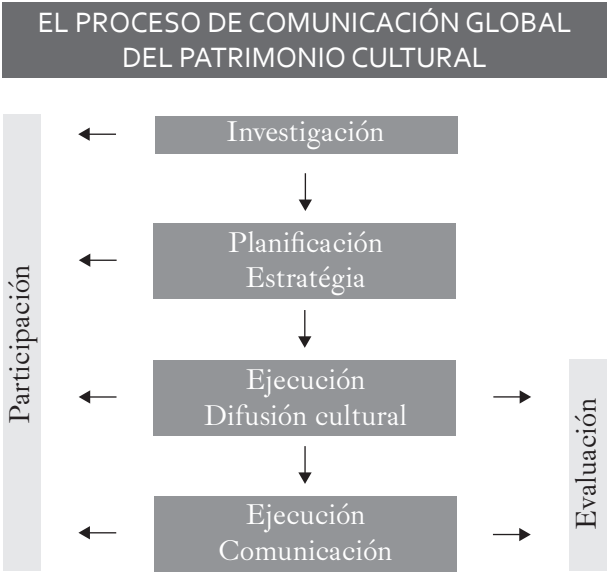 EL PROCESO DE COMUNICACIÓN GLOBAL
DEL PATRIMONIO CULTURAL
Participación
Investigación
Planificación
Estratégia
Ejecución
Difusión cultural
Ejecución
Comunicación
Evaluación